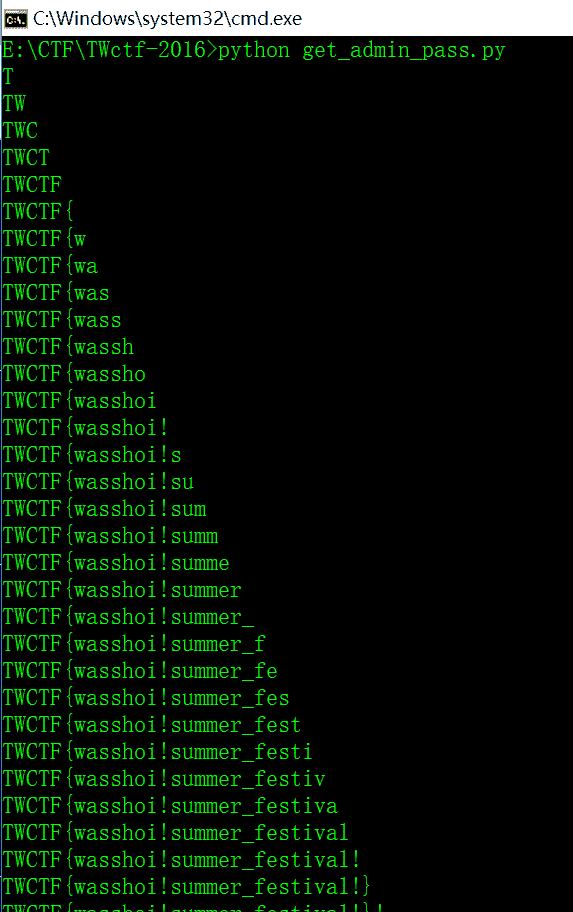 C:\Windows\system32\cmd.exe
E:\CTF\TWctf-2016>python get_admin_pass.py
T
TW
TWC
TWCT
TWCTF
TWCTF{
TWCTF{w
TWCTF{wa
TWCTF{was
TWCTF{wass
TWCTF{wassh
TWCTF{wassho
TWCTF{wasshoi
TWCTF{wasshoi!
TWCTF{wasshoi!s
TWCTF{wasshoi!su
TWCTF{wasshoi!sum
TWCTF{wasshoi!summ
TWCTF{wasshoi!summe
TWCTF{wasshoi!summer
TWCTF{wasshoi!summer_
TWCTF{wasshoi!summer_f
TWCTF{wasshoi!summer_fe
TWCTF{wasshoi!summer_fes
TWCTF{wasshoi!summer_fest
TWCTF{wasshoi!summer_festi
TWCTF{wasshoi!summer_festiv
TWCTF{wasshoi!summer_festiva
TWCTF{wasshoi!summer_festival
TWCTF{wasshoi!summer_festival!
TWCTF{wasshoi!summer_festival!}
TWCTF{wasshoi!summer_festival!}!